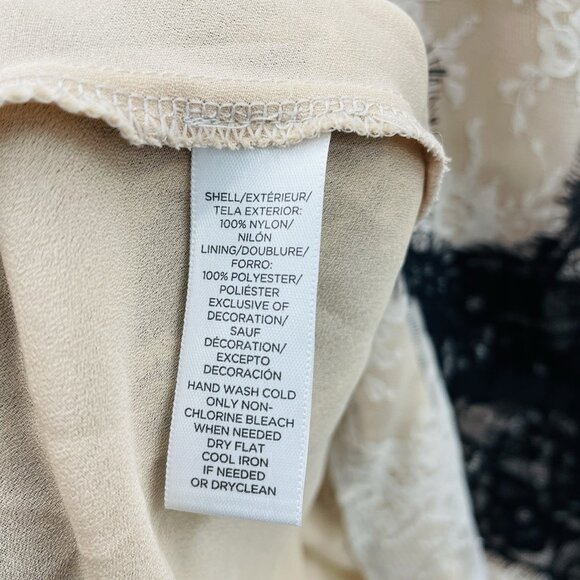 SHELL/EXTÉRIEUR/
TELA EXTERIOR:
100% NYLON/
NILÓN
LINING/DOUBLURE/
FORRO:
100% POLYESTER/
POLIÉSTER
EXCLUSIVE OF
DECORATION/
SAUF
DÉCORATION/
EXCEPTO
DECORACIÓN
HAND WASH COLD
ONLY NON-
CHLORINE BLEACH
WHEN NEEDED
DRY FLAT
COOL IRON
IF NEEDED
OR DRYCLEAN